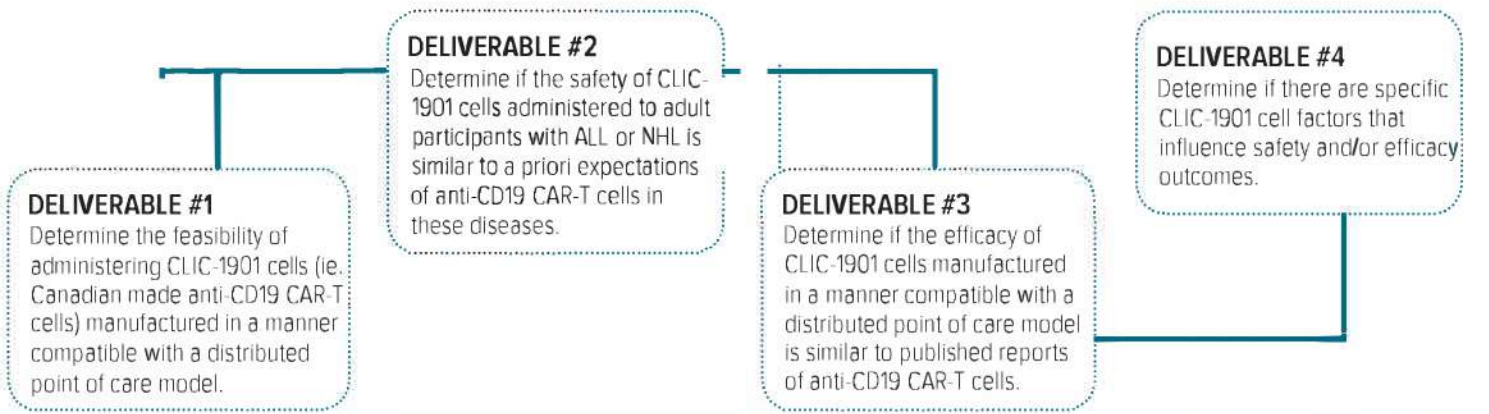 DELIVERABLE #1
Determine the feasibility of
administering CLIC-1901 cells (ie.
Canadian made anti-CD19 CAR-T
cells) manufactured in a manner
compatible with a distributed
point of care model.
DELIVERABLE #2
Determine if the safety of CLIC-
1901 cells administered to adult
participants with ALL or NHL is
similar to a priori expectations
of anti-CD19 CAR-T cells in
these diseases.
DELIVERABLE #3
Determine if the efficacy of
CLIC-1901 cells manufactured
in a manner compatible with a
distributed point of care model
is similar to published reports
of anti-CD19 CAR-T cells.
DELIVERABLE #4
Determine if there are specific
CLIC-1901 cell factors that
influence safety and/or efficacy
outcomes.